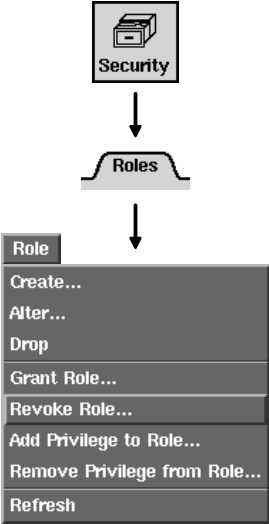 Security
Roles
Role
Create...
Alter...
Drop
Grant Role...
Revoke Role...
Add Privilege to Role...
Remove Privilege from Role...
Refresh